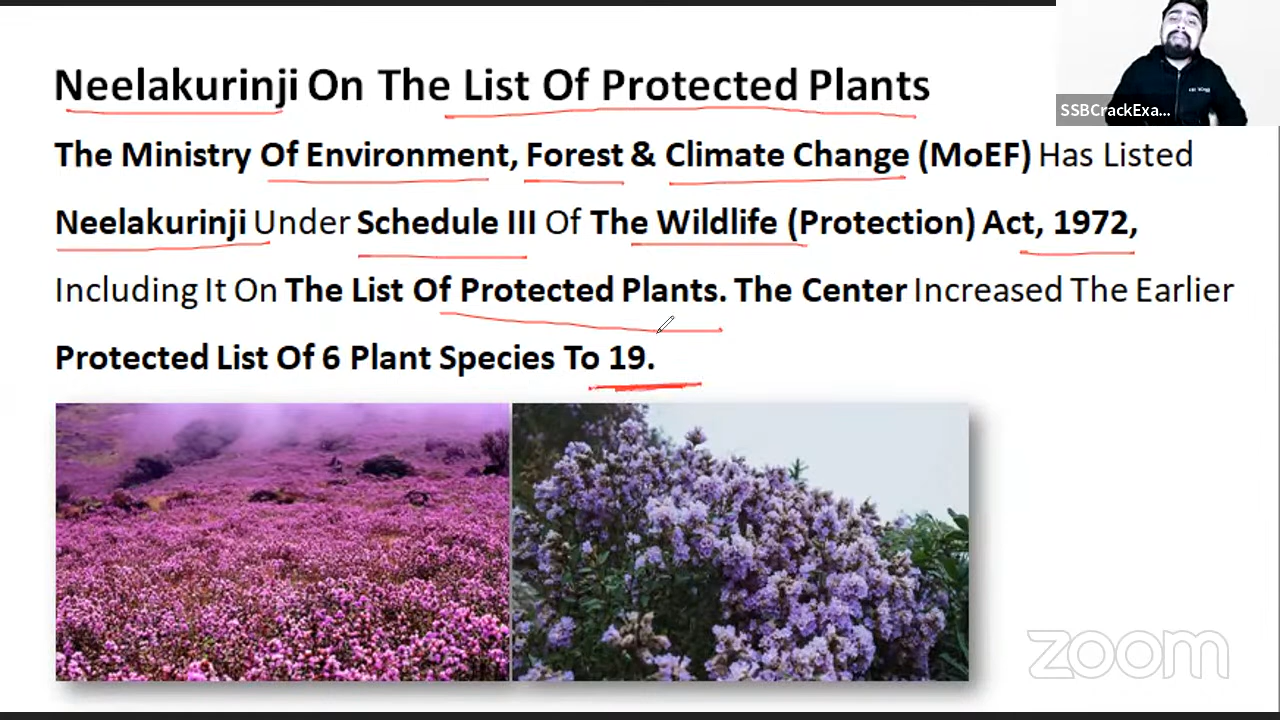 Neelakurinji On The List Of Protected Plants
The Ministry Of Environment, Forest & Climate Change (MoEF) Has Listed
Neelakurinji Under Schedule III Of The Wildlife (Protection) Act, 1972,
Including It On The List Of Protected Plants. The Center Increased The Earlier
Protected List Of 6 Plant Species To 19.
SSBCrackExa...
zoom